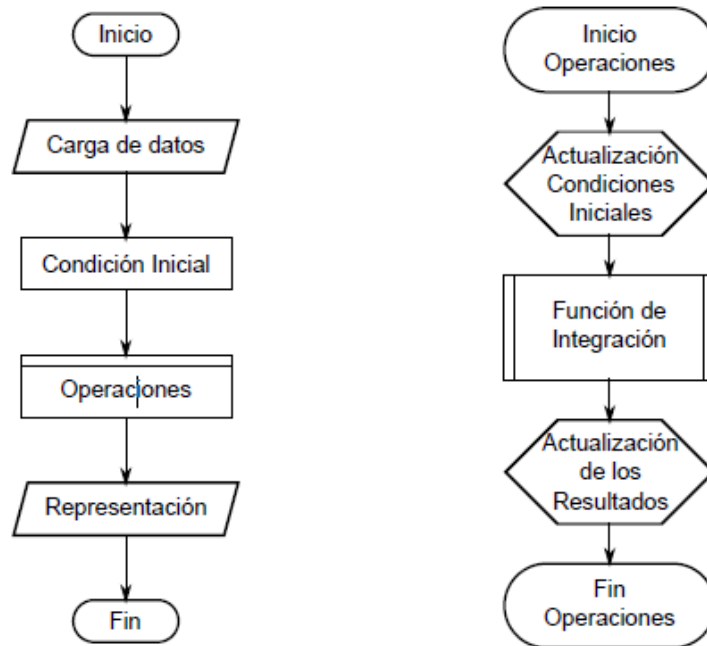 Inicio
Carga de datos
Condición Inicial
Operaciones
Representación
Fin
Inicio
Operaciones
Actualización
Condiciones
Iniciales
Función de
Integración
Actualización
de los
Resultados
Fin
Operaciones